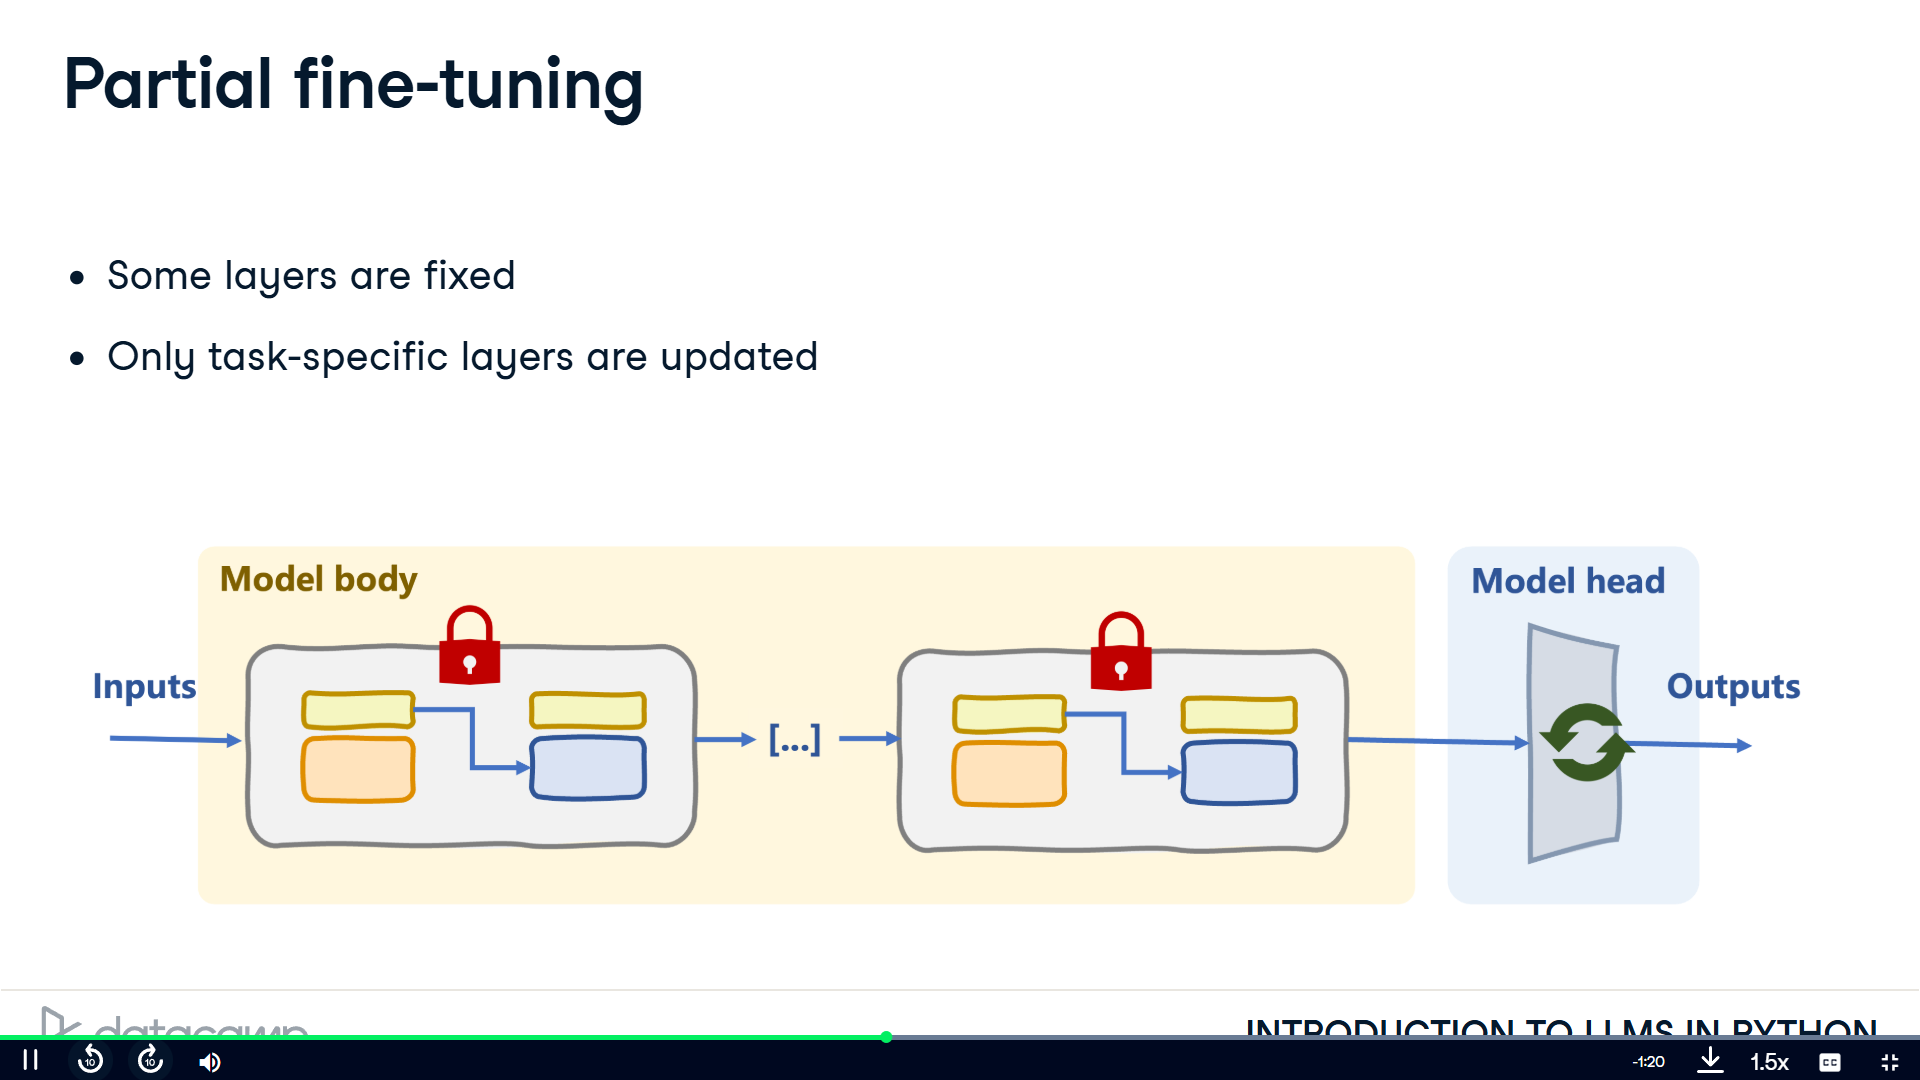 Partial fine-tuning
Some layers are fixed
Only task-specific layers are updated
Model body
Model head
Inputs
[...]
Outputs
datacamp
INTRODUCTION TO LLMS IN PYTHON
10
10
-1:20
1.5x
CC